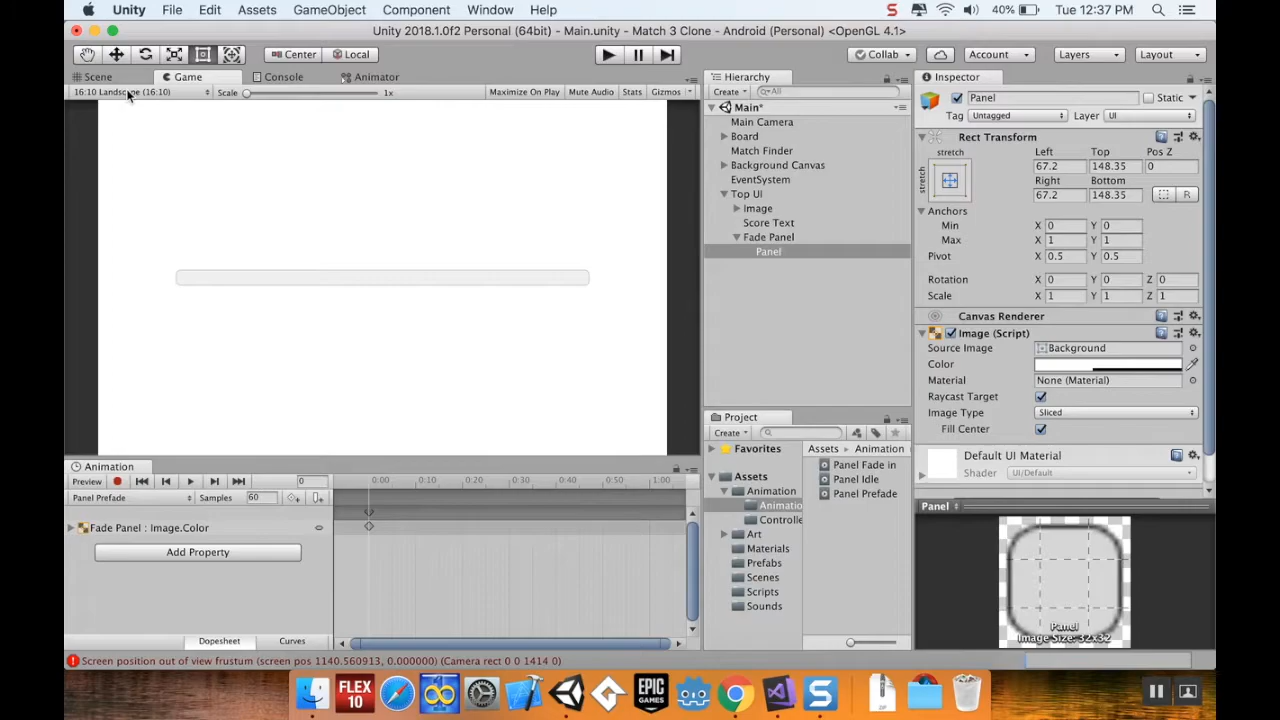 Unity File Edit Assets GameObject Component Window Help S 40% Tue 12:37 PM
Unity 2018.1.0f2 Personal (64bit) - Main.unity - Match 3 Clone - Android (Personal) <OpenGL 4.1>
Center Local Collab Account Layers Layout
Scene Game Console Animator
16:10 Landscape (16:10) Scale 1x Maximize On Play Mute Audio Stats Gizmos
Hierarchy
Create All
Main*
Main Camera
Board
Match Finder
Background Canvas
EventSystem
Top UI
Image
Score Text
Fade Panel
Panel
Inspector
Panel Static
Tag Untagged Layer UI
Rect Transform
stretch Left Top Pos Z
stretch 67.2 148.35 0
Right Bottom
67.2 148.35 R
Anchors
Min X 0 Y 0
Max X 1 Y 1
Pivot X 0.5 Y 0.5
Rotation X 0 Y 0 Z 0
Scale X 1 Y 1 Z 1
Canvas Renderer
Image (Script)
Source Image Background
Color
Material None (Material)
Raycast Target
Image Type Sliced
Fill Center
Default UI Material
Shader UI/Default
Panel
Panel
Image Size: 32x32
Project
Create
Favorites
Assets
Animation
Animatio
Controlle
Art
Materials
Prefabs
Scenes
Scripts
Sounds
Assets Animation
Panel Fade in
Panel Idle
Panel Prefade
Animation
Preview 0 0:00 0:10 0:20 0:30 0:40 0:50 1:00
Panel Prefade Samples 60
Fade Panel : Image.Color
Add Property
Dopesheet Curves
Screen position out of view frustum (screen pos 1140.560913, 0.000000) (Camera rect 0 0 1414 0)
FLEX
10
EPIC
GAMES
S
ZIP